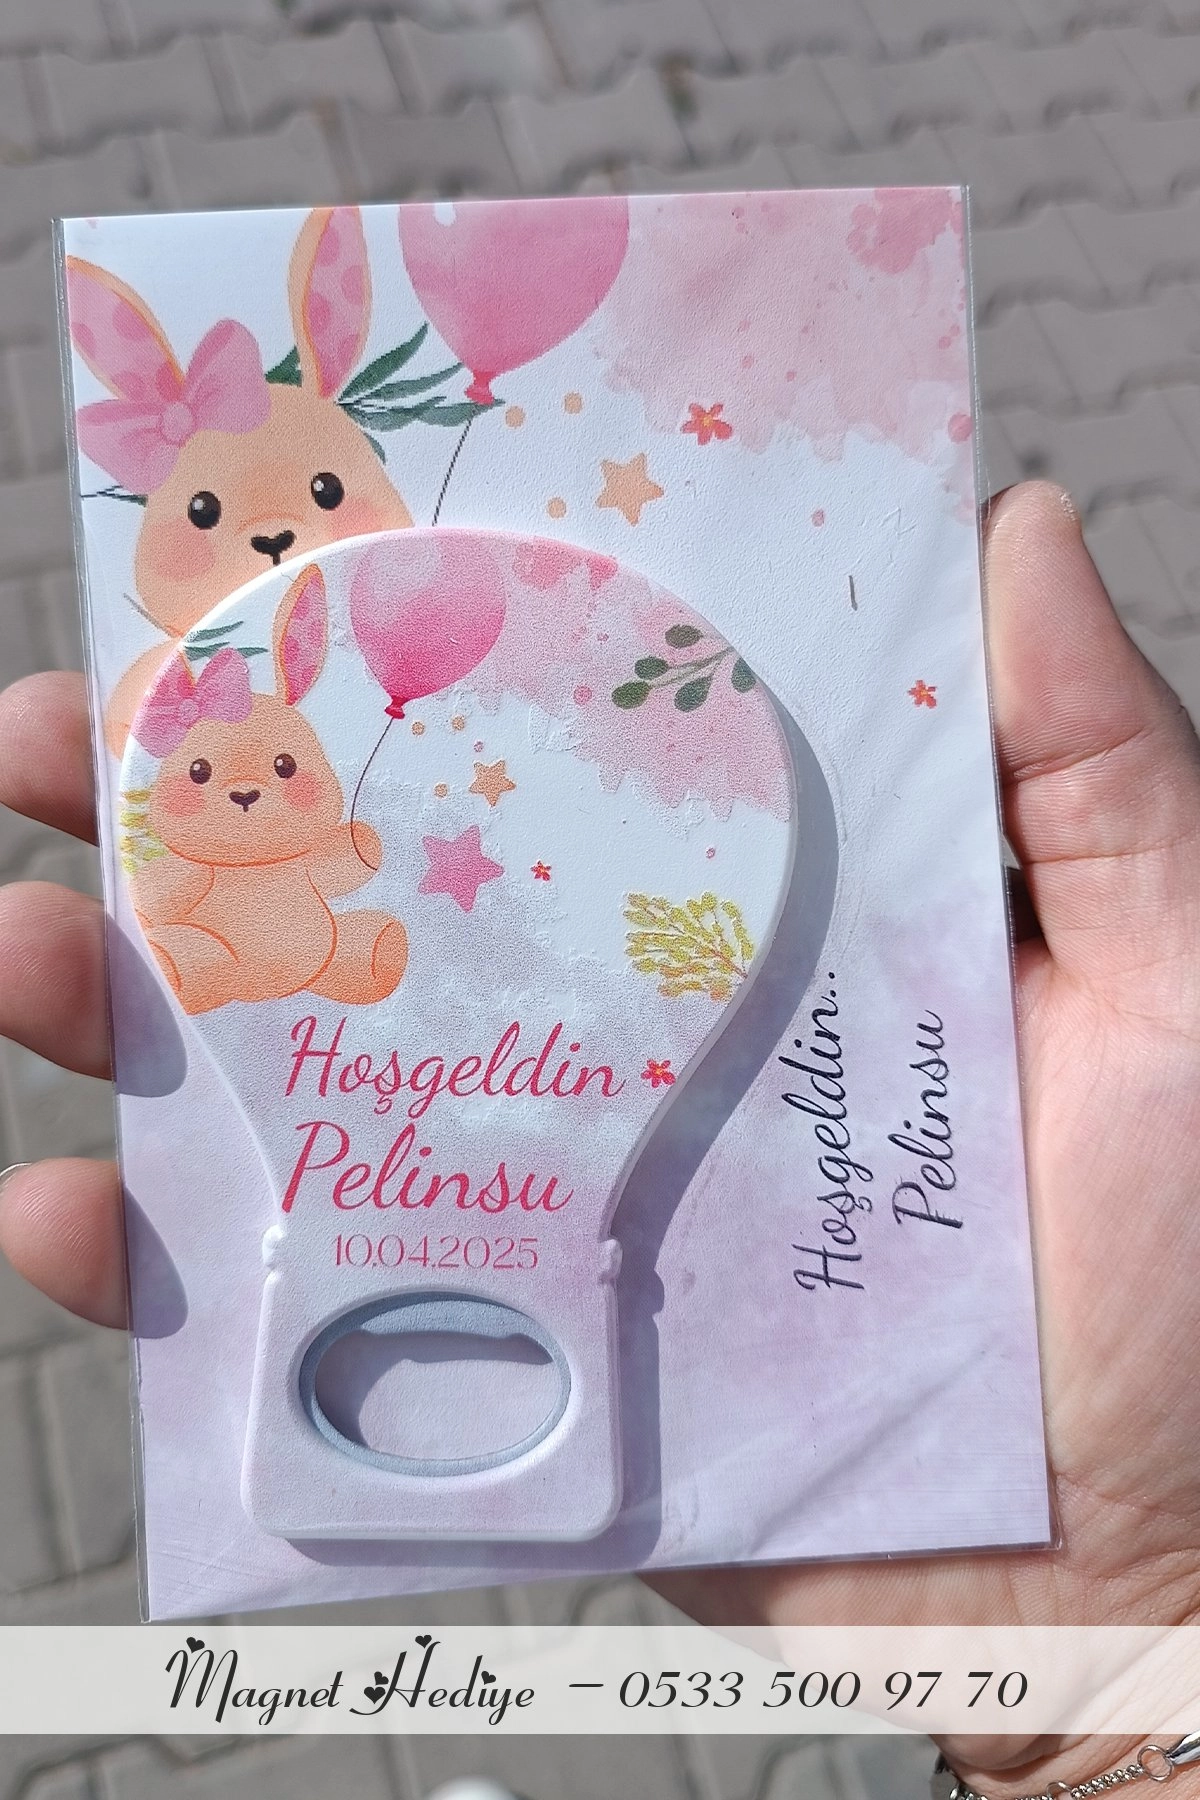 Hoşgeldin
Pelinsu
10.04.2025
Hoşgeldin..
Pelinsu
Magnet Hediye - 0533 500 97 70